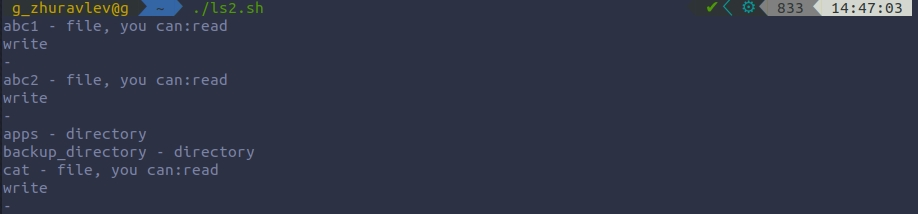 g_zhuravlev@g ~ ./ls2.sh ✔ ⚙ 833 14:47:03
abc1 - file, you can:read
write
-
abc2 - file, you can:read
write
-
apps - directory
backup_directory - directory
cat - file, you can:read
write
-